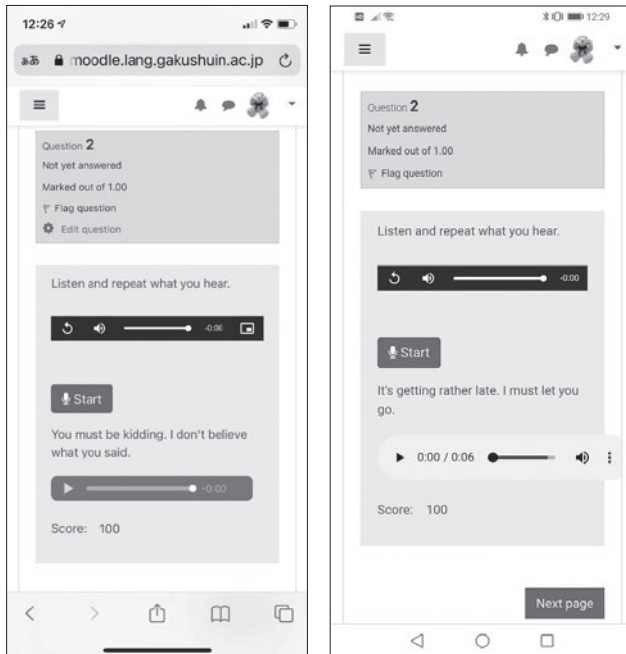 12:26
ああ moodle.lang.gakushuin.ac.jp
Question 2
Not yet answered
Marked out of 1.00
Flag question
Edit question
Listen and repeat what you hear.
-0:00
Start
You must be kidding. I don't believe
what you said.
-0:00
Score: 100
12:29
Question 2
Not yet answered
Marked out of 1.00
Flag question
Listen and repeat what you hear.
-0:00
Start
It's getting rather late. I must let you
go.
0:00 / 0:06
Score: 100
Next page